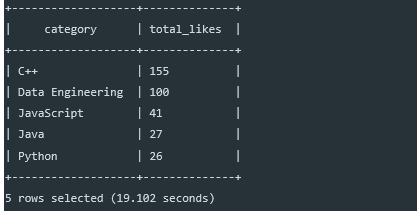 +-------------------+--------------+
|     category      | total_likes  |
+-------------------+--------------+
| C++               | 155          |
| Data Engineering  | 100          |
| JavaScript        | 41           |
| Java              | 27           |
| Python            | 26           |
+-------------------+--------------+
5 rows selected (19.102 seconds)